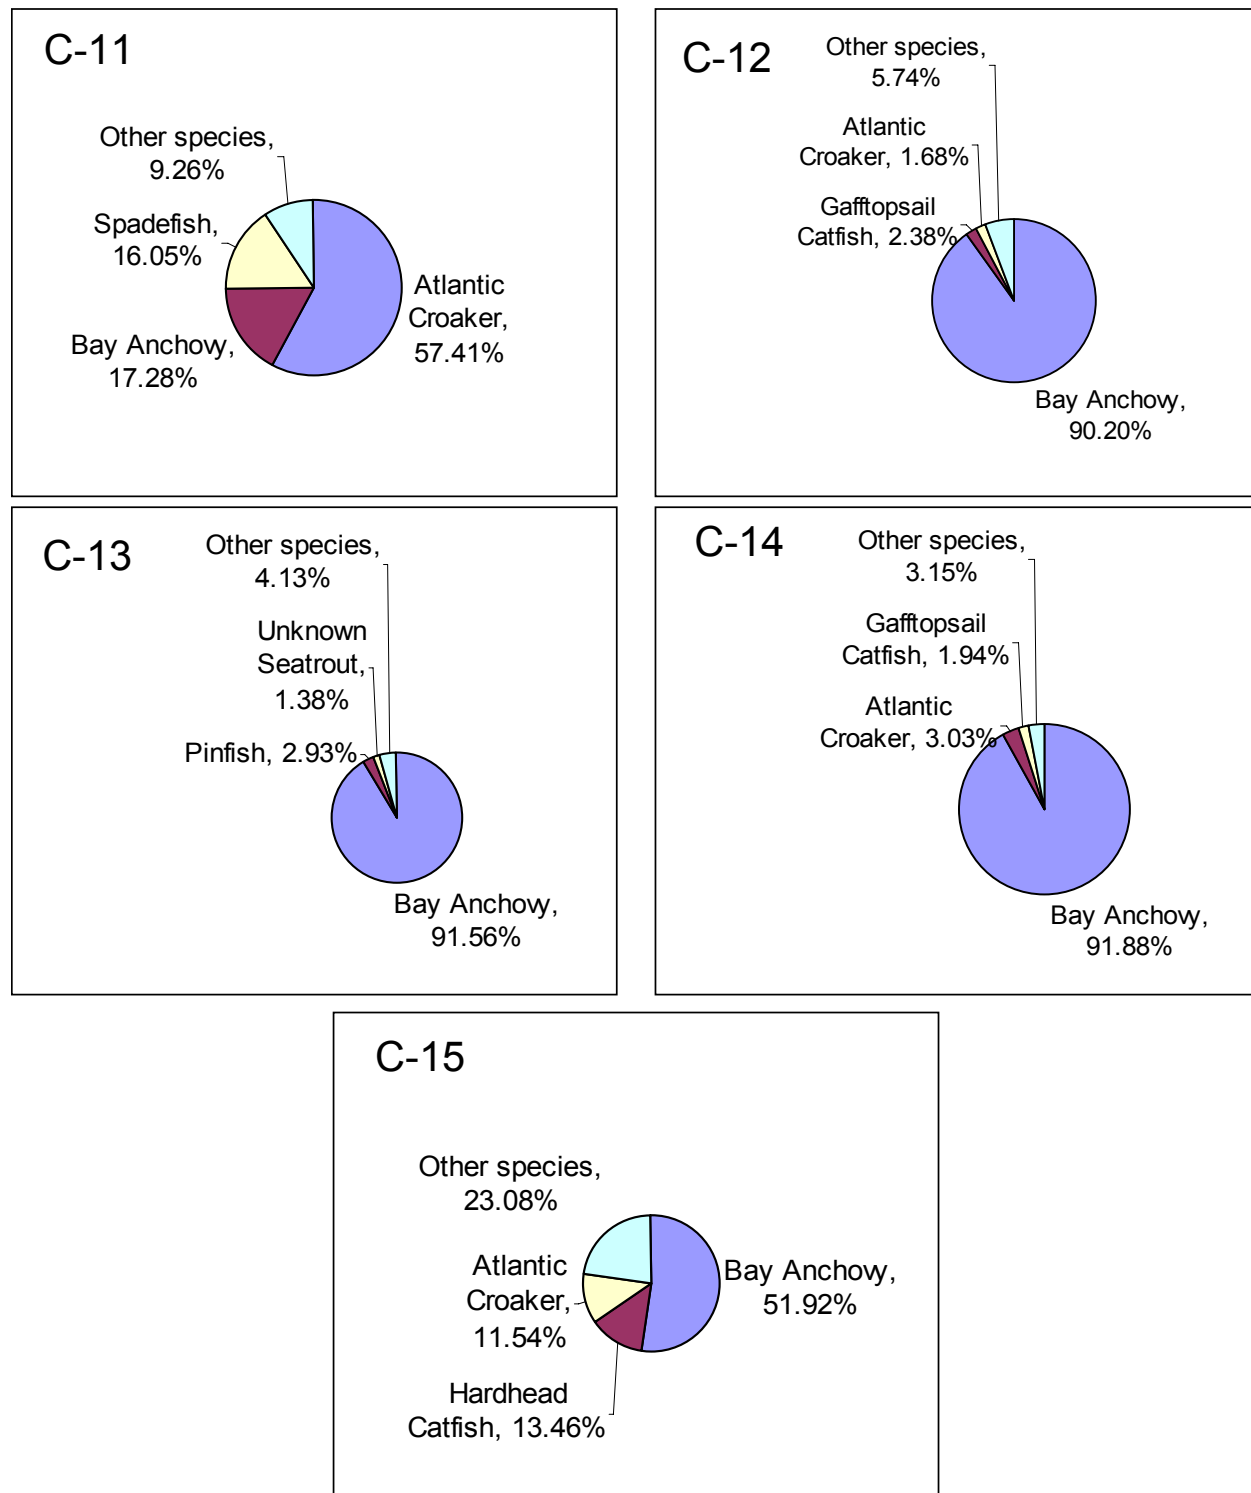 C-11
Other species,
9.26%
Spadefish,
16.05%
Bay Anchovy,
17.28%
Atlantic
Croaker,
57.41%
C-12
Other species,
5.74%
Atlantic
Croaker, 1.68%
Gafftopsail
Catfish, 2.38%
Bay Anchovy,
90.20%
C-13
Other species,
4.13%
Unknown
Seatrout,
1.38%
Pinfish, 2.93%
Bay Anchovy,
91.56%
C-14
Other species,
3.15%
Gafftopsail
Catfish, 1.94%
Atlantic
Croaker, 3.03%
Bay Anchovy,
91.88%
C-15
Other species,
23.08%
Atlantic
Croaker,
11.54%
Hardhead
Catfish, 13.46%
Bay Anchovy,
51.92%